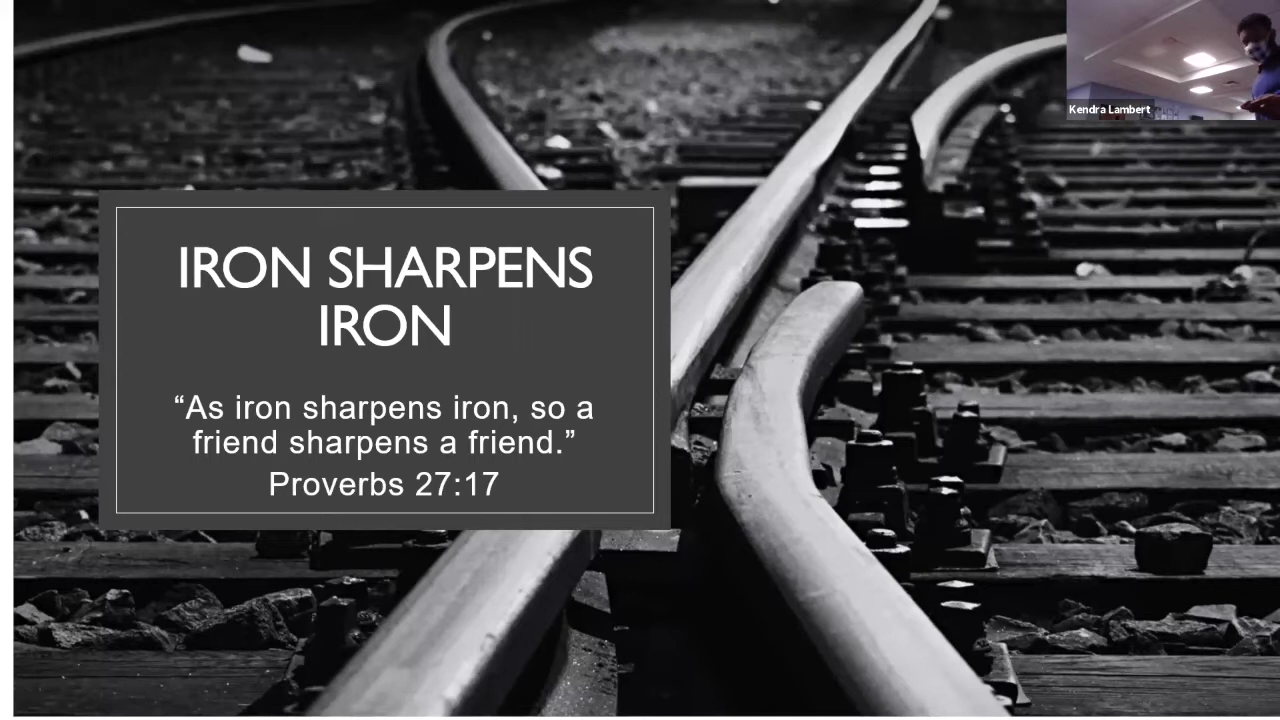 Kendra Lambert
IRON SHARPENS
IRON
“As iron sharpens iron, so a
friend sharpens a friend.”
Proverbs 27:17